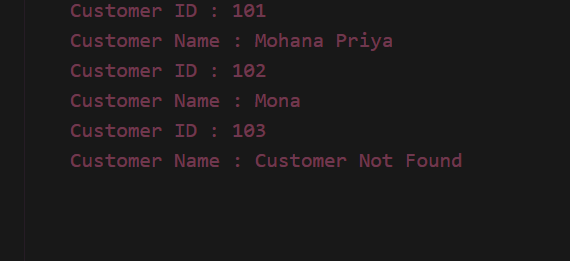 Customer ID : 101
Customer Name : Mohana Priya
Customer ID : 102
Customer Name : Mona
Customer ID : 103
Customer Name : Customer Not Found